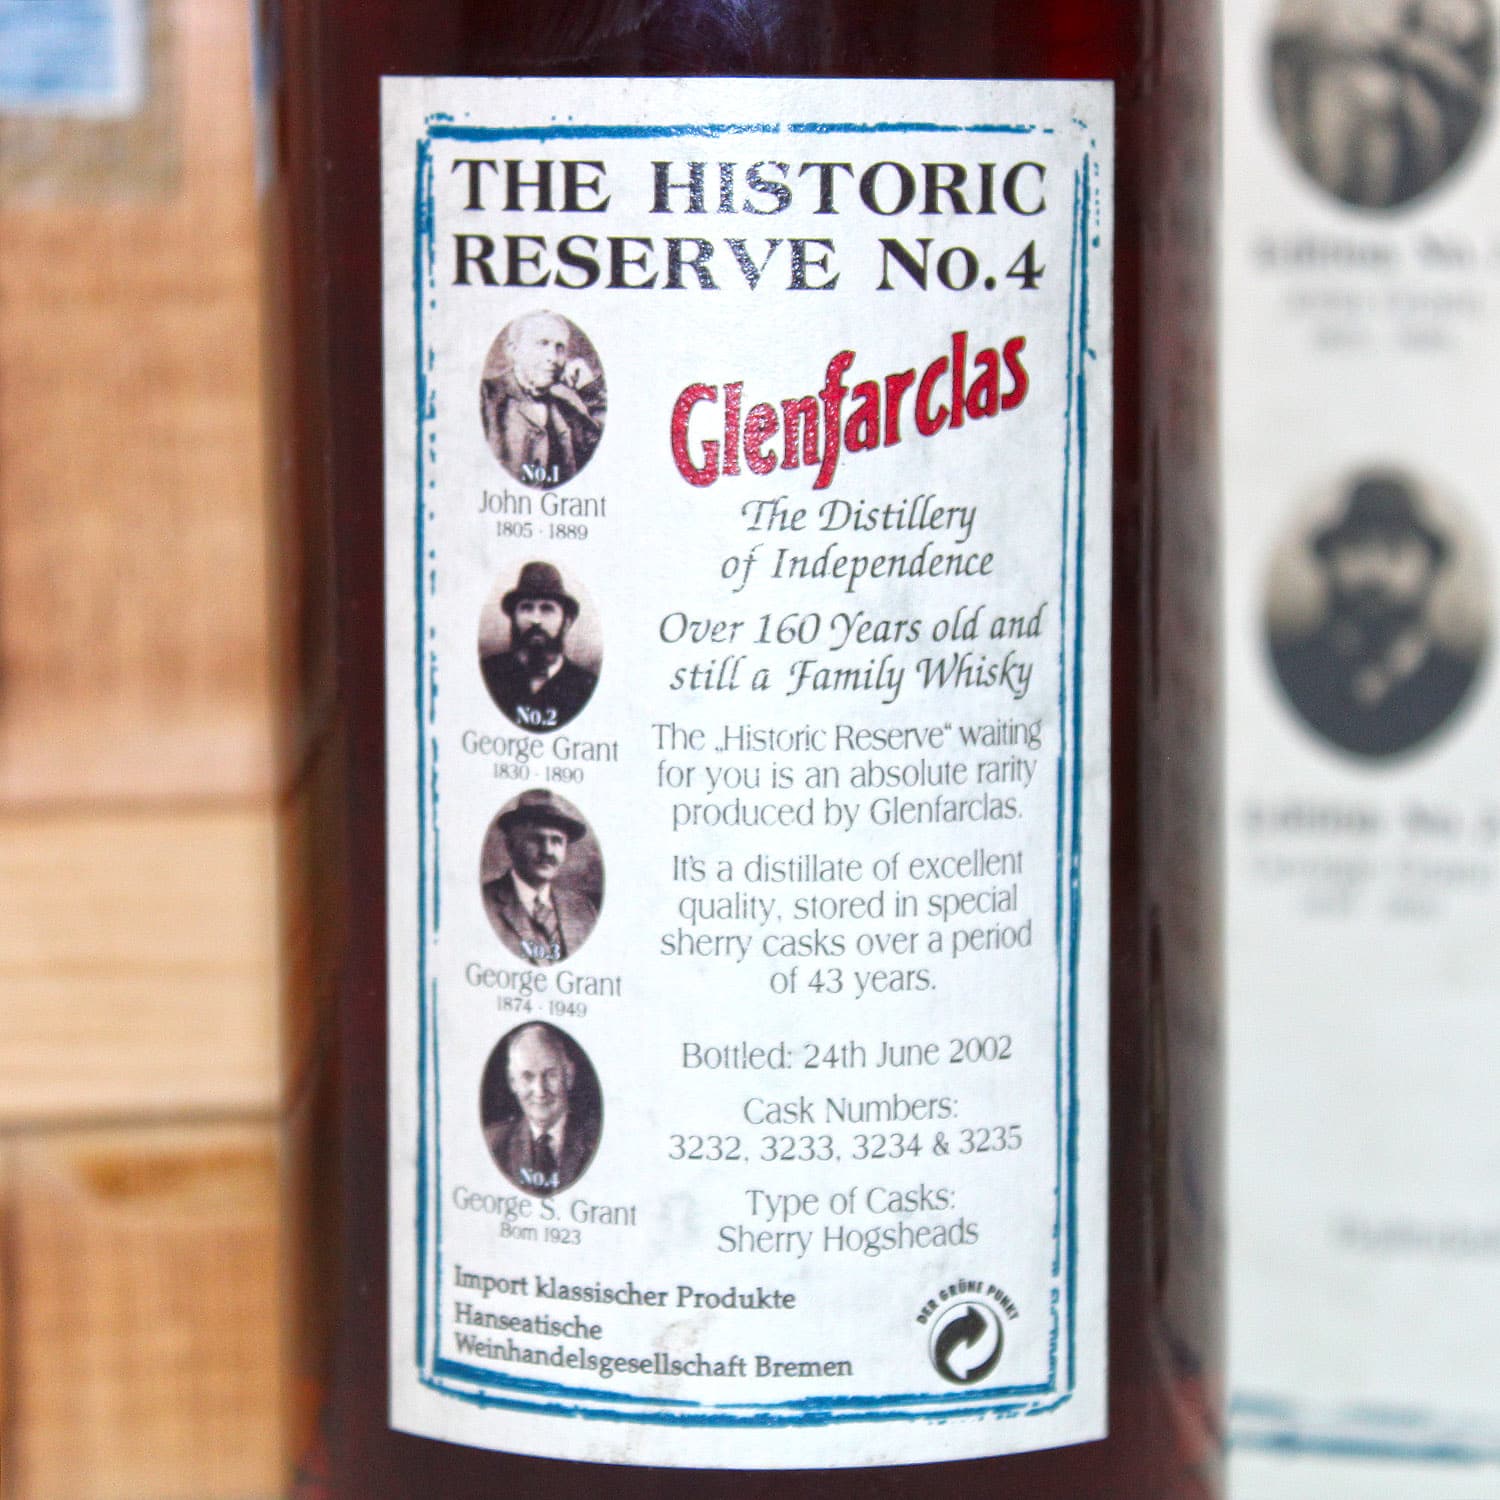 THE HISTORIC
RESERVE No.4
No.1
John Grant
1805 · 1889
No.2
George Grant
1830 · 1890
No.3
George Grant
1874 · 1949
No.4
George S. Grant
Born 1923
Glenfarclas
The Distillery
of Independence
Over 160 Years old and
still a Family Whisky
The „Historic Reserve“ waiting
for you is an absolute rarity
produced by Glenfarclas.
It's a distillate of excellent
quality, stored in special
sherry casks over a period
of 43 years.
Bottled: 24th June 2002
Cask Numbers:
3232, 3233, 3234 & 3235
Type of Casks:
Sherry Hogsheads
Import klassischer Produkte
Hanseatische
Weinhandelsgesellschaft Bremen
DER GRÜNE PUNKT